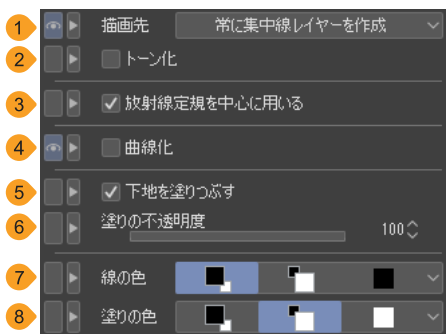 1 描画先 常に集中線レイヤーを作成
2 トーン化
3 放射線定規を中心に用いる
4 曲線化
5 下地を塗りつぶす
6 塗りの不透明度 100
7 線の色
8 塗りの色